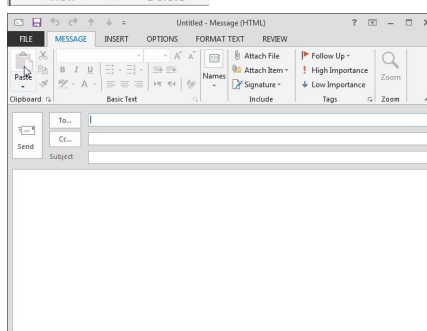 Untitled - Message (HTML)
FILE MESSAGE INSERT OPTIONS FORMAT TEXT REVIEW
Paste
B I U
Names
Attach File
Attach Item
Signature
Follow Up
High Importance
Low Importance
Zoom
Clipboard Basic Text Include Tags Zoom
Send
To...
Cc...
Subject